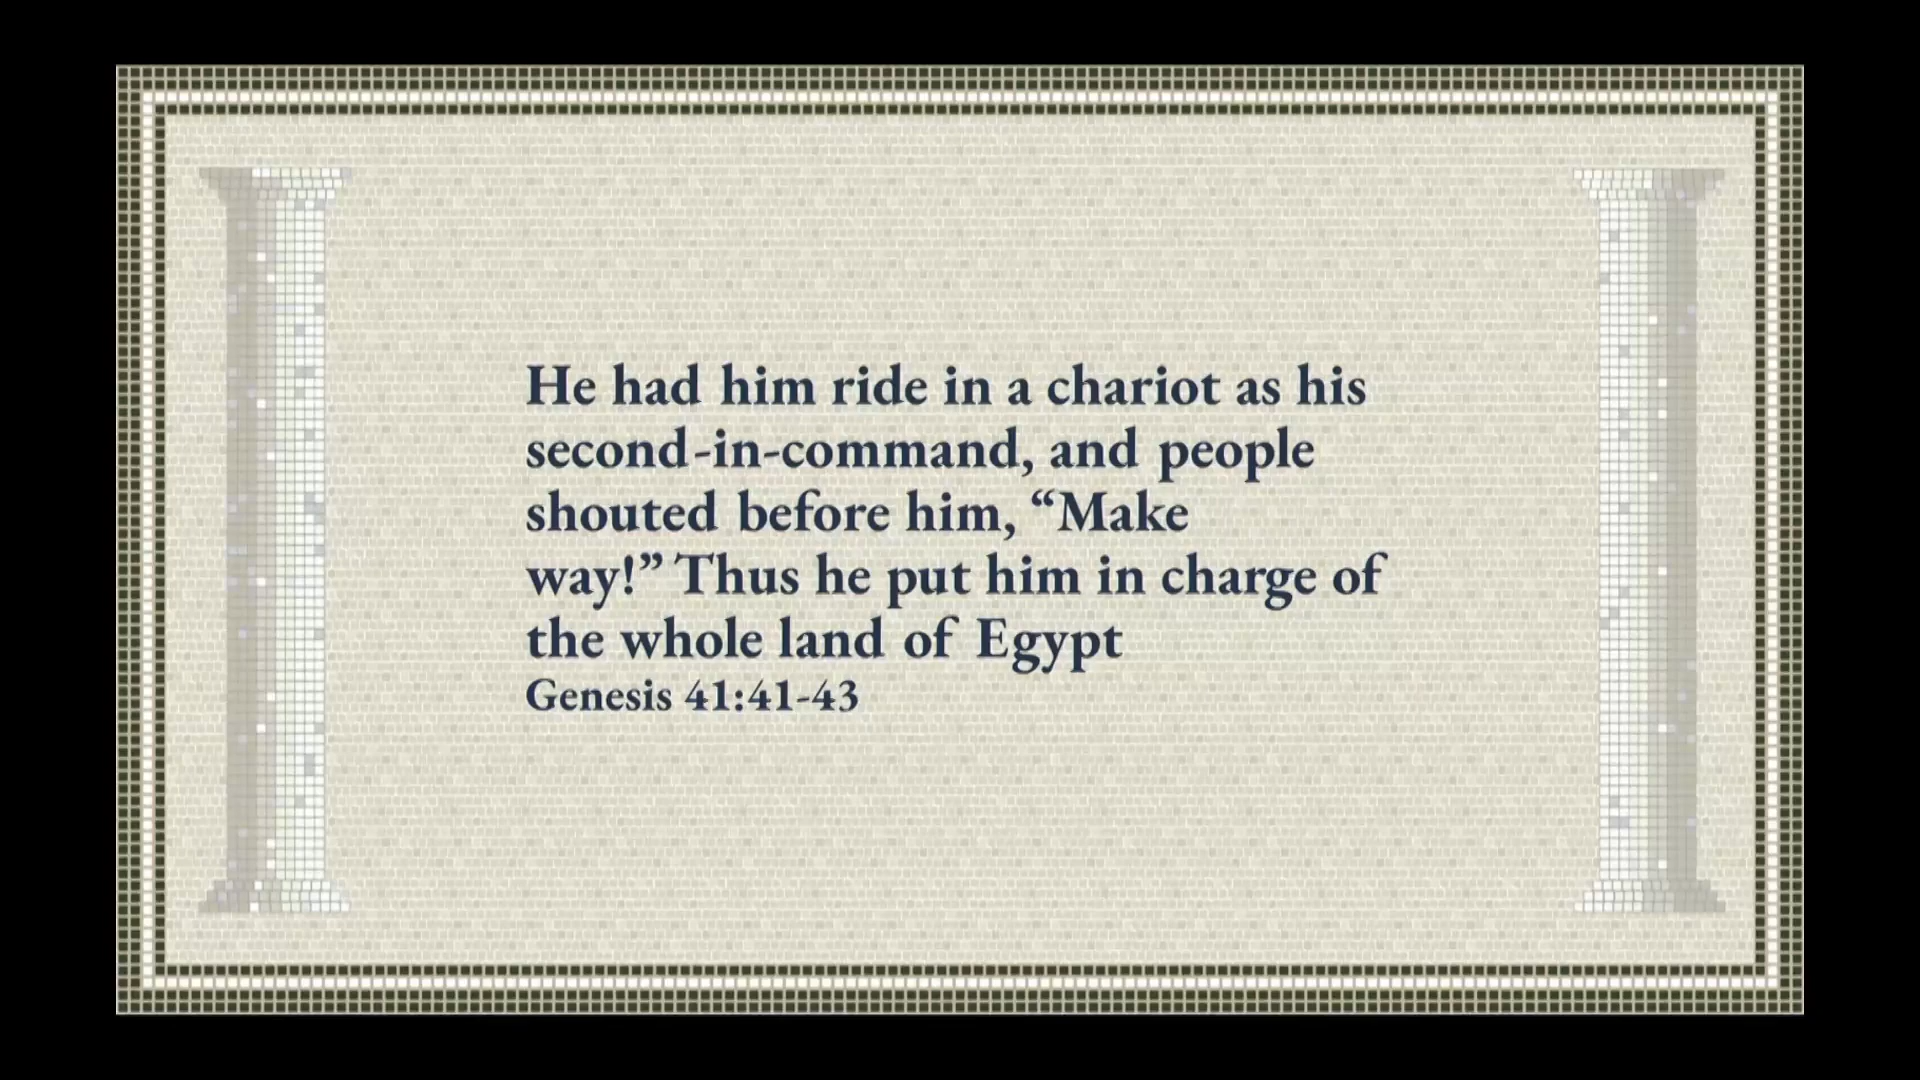 He had him ride in a chariot as his
second-in-command, and people
shouted before him, “Make
way!” Thus he put him in charge of
the whole land of Egypt
Genesis 41:41-43